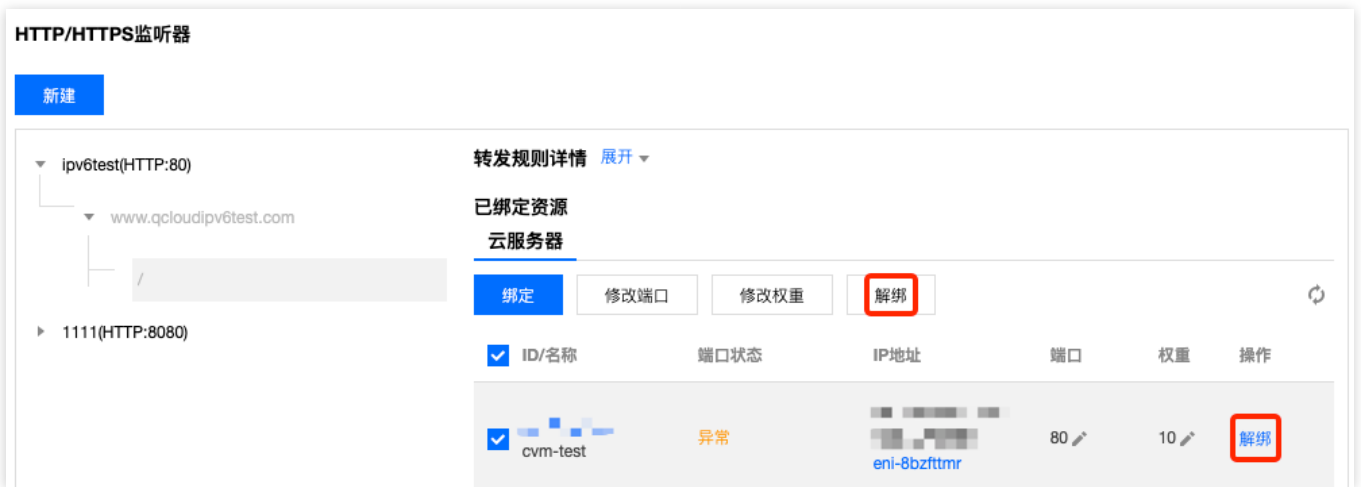 HTTP/HTTPS监听器
新建
ipv6test(HTTP:80)
www.qcloudipv6test.com
/
1111(HTTP:8080)
转发规则详情 展开
已绑定资源
云服务器
绑定 修改端口 修改权重 解绑
ID/名称 端口状态 IP地址 端口 权重 操作
cvm-test 异常 80 10 解绑
eni-8bzfttmr